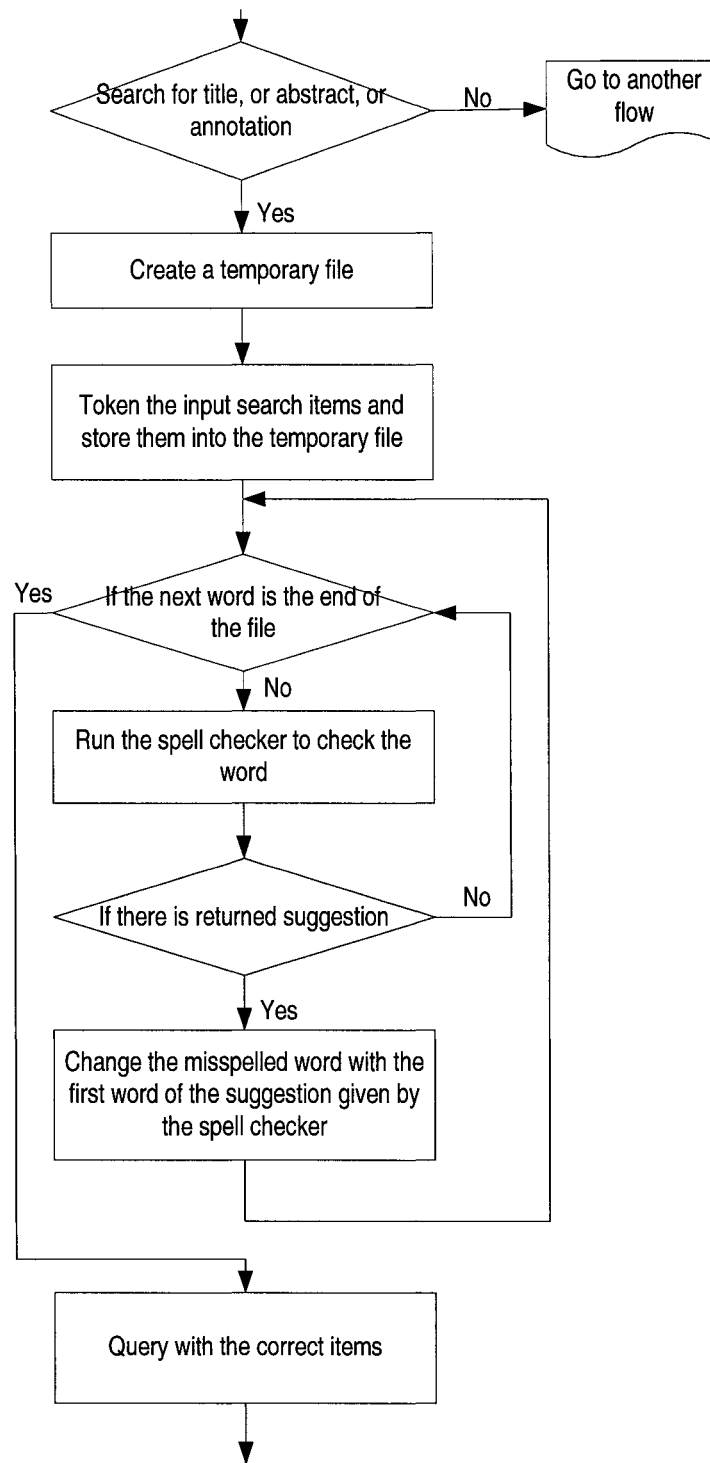 Search for title, or abstract, or
annotation
No
Go to another
flow
Yes
Create a temporary file
Token the input search items and
store them into the temporary file
Yes
If the next word is the end of
the file
No
Run the spell checker to check the
word
If there is returned suggestion
No
Yes
Change the misspelled word with the
first word of the suggestion given by
the spell checker
Query with the correct items